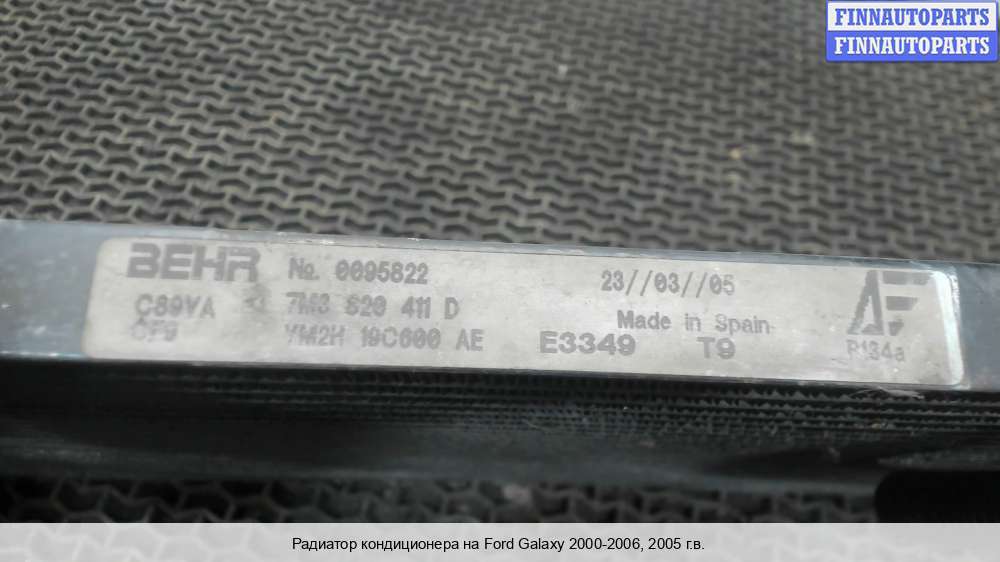 FINNAUTOPARTS
FINNAUTOPARTS
BEHR № 0095822 23//03//05
C89VA 7M3 820 411 D Made in Spain
CF9 YM2H 19C600 AE E3349 T9 R134a
Радиатор кондиционера на Ford Galaxy 2000-2006, 2005 г.в.